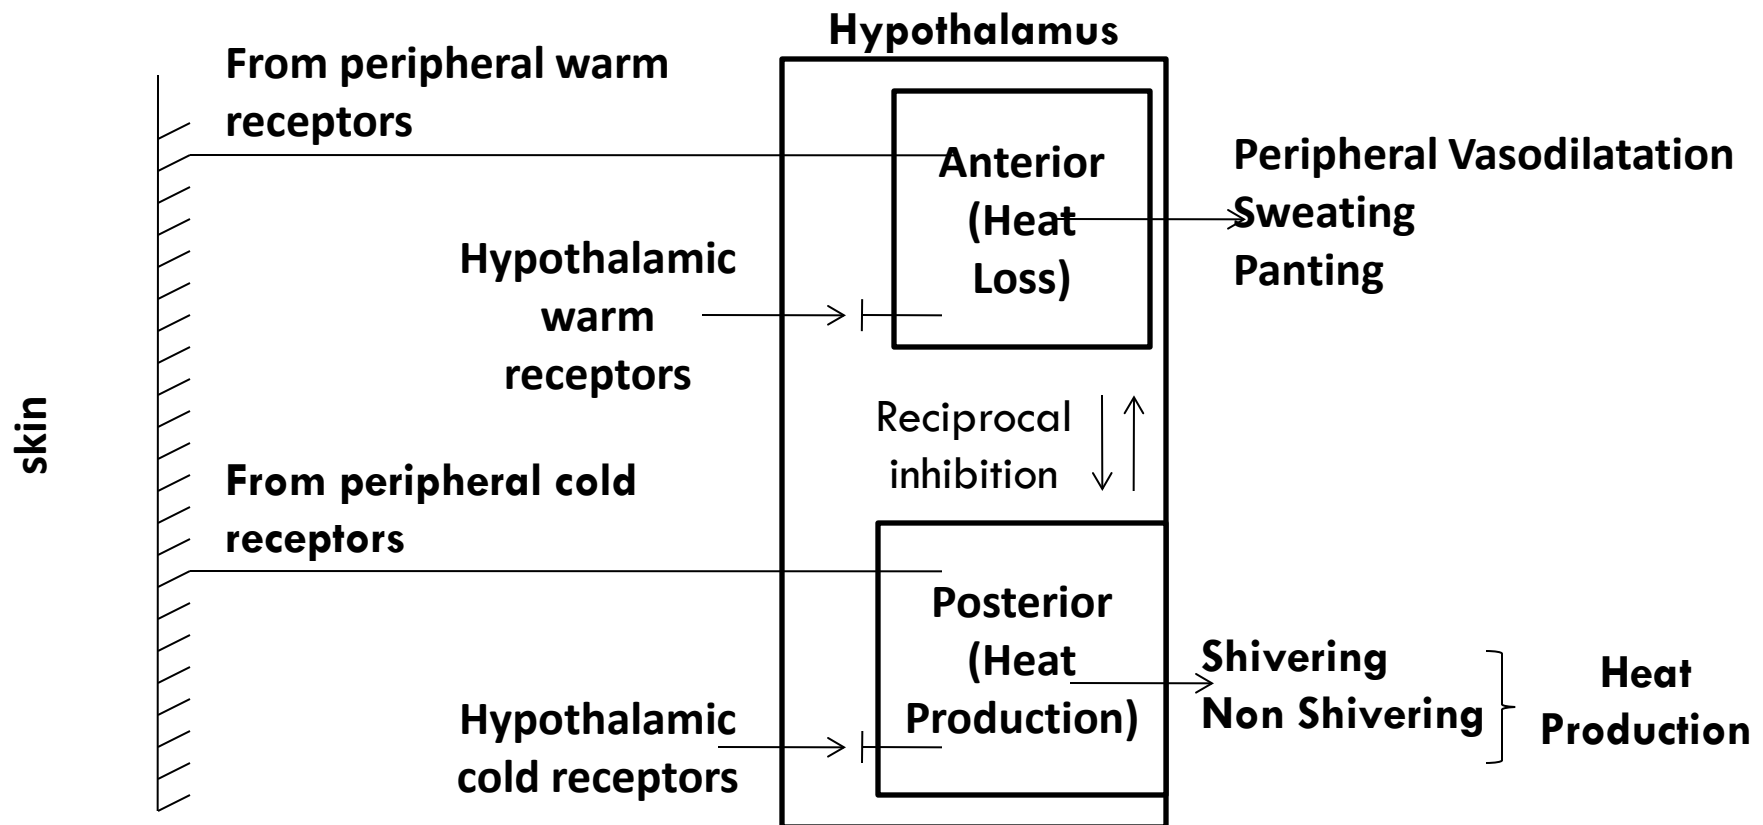 Hypothalamus
From peripheral warm
receptors
Anterior
(Heat
Loss)
Peripheral Vasodilatation
Sweating
Panting
Hypothalamic
warm
receptors
skin
Reciprocal
inhibition
From peripheral cold
receptors
Posterior
(Heat
Production)
Shivering
Non Shivering
Heat
Production
Hypothalamic
cold receptors